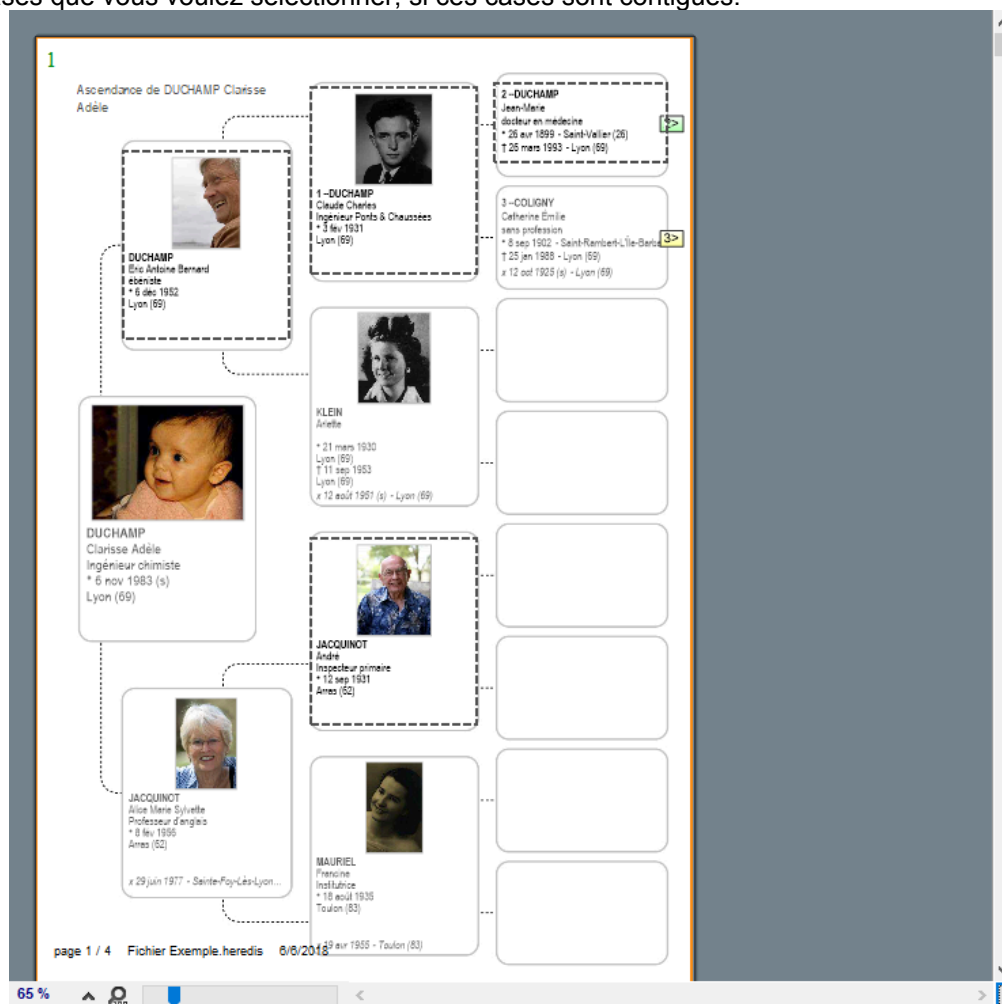 ases que vous voulez sélectionner, si ces cases sont contiguës.
1
Ascendance de DUCHAMP Clarisse
Adèle
DUCHAMP
Eric Antoine Bernard
ébéniste
* 6 déc 1952
Lyon (69)
1 --DUCHAMP
Claude Charles
Ingénieur Ponts & Chaussées
* 3 fév 1931
Lyon (69)
2 --DUCHAMP
Jean-Marie
docteur en médecine
* 26 avr 1899 - Saint-Vallier (26)
† 26 mars 1993 - Lyon (69)
3 --COLIGNY
Catherine Émilie
sans profession
* 8 sep 1902 - Saint-Rambert-L'Île-Barbe
3>
† 25 jan 1988 - Lyon (69)
x 12 oct 1925 (s) - Lyon (69)
KLEIN
Arlette
* 21 mars 1930
Lyon (69)
† 11 sep 1953
Lyon (69)
x 12 août 1951 (s) - Lyon (69)
DUCHAMP
Clarisse Adèle
Ingénieur chimiste
* 6 nov 1983 (s)
Lyon (69)
JACQUINOT
André
Inspecteur primaire
* 12 sep 1931
Arras (62)
JACQUINOT
Alice Marie Sylvette
Professeur d'anglais
* 8 fév 1956
Arras (62)
x 29 juin 1977 - Sainte-Foy-Lès-Lyon...
MAURIEL
Francine
Institutrice
* 18 août 1935
Toulon (83)
x 19 avr 1955 - Toulon (83)
page 1 / 4 Fichier Exemple.heredis 6/6/2018
65 %